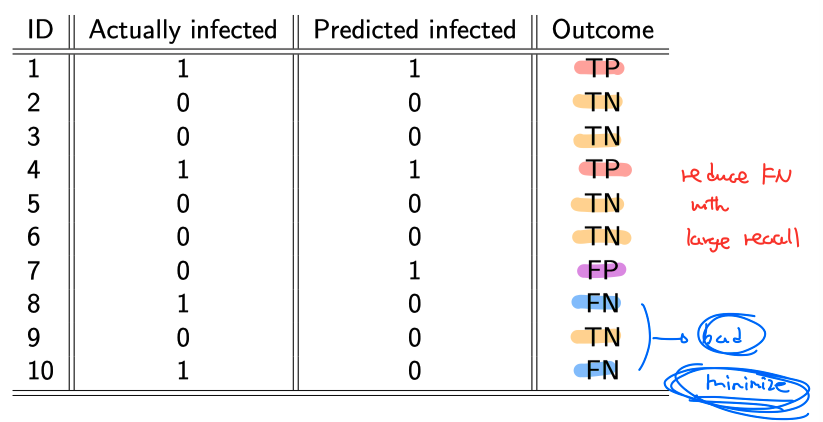 ID Actually infected Predicted infected Outcome
1 1 1 TP
2 0 0 TN
3 0 0 TN
4 1 1 TP
5 0 0 TN
6 0 0 TN
7 0 1 FP
8 1 0 FN
9 0 0 TN
10 1 0 FN
reduce FN
with
large recall
bad
minimize